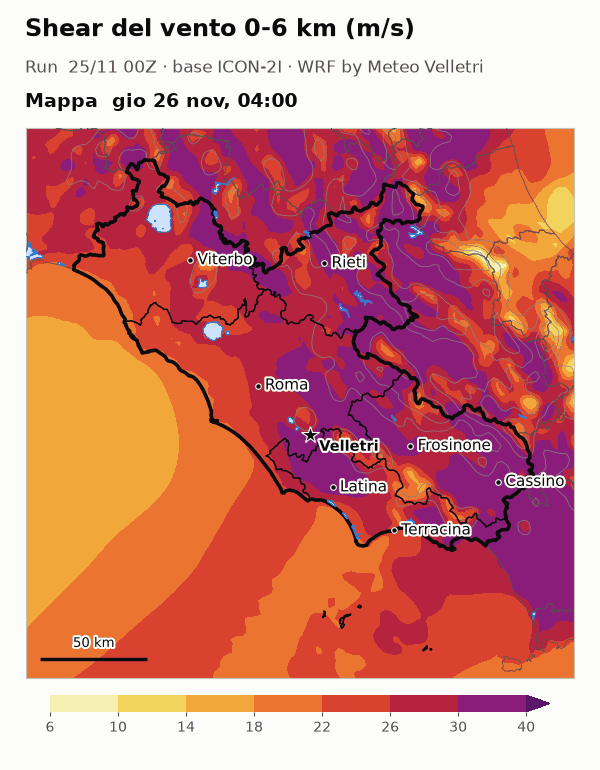 Shear del vento 0-6 km (m/s)
Run  25/11 00Z · base ICON-2I · WRF by Meteo Velletri
Mappa  gio 26 nov, 04:00
Viterbo
Rieti
Roma
Velletri
Frosinone
Latina
Cassino
Terracina
50 km
6 10 14 18 22 26 30 40